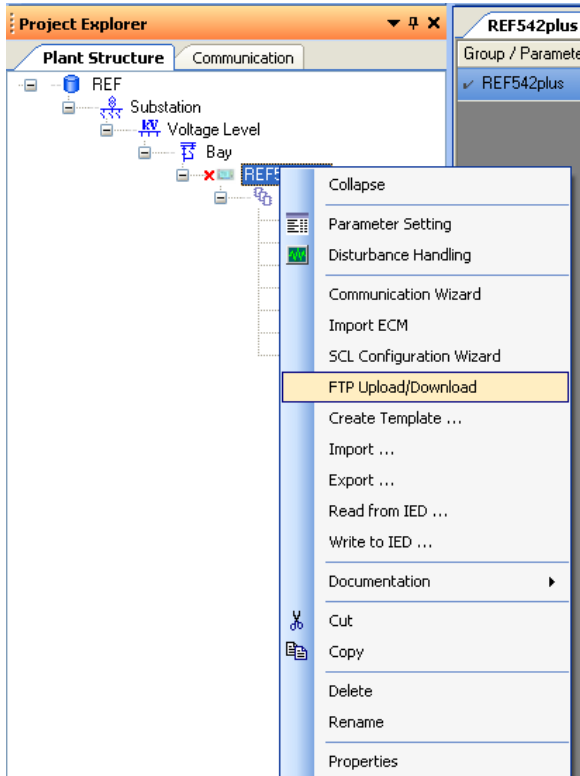 Project Explorer
REF542plus
Plant Structure
Communication
Group / Paramete
REF
REF542plus
Substation
Voltage Level
Bay
REF5
Collapse
Parameter Setting
Disturbance Handling
Communication Wizard
Import ECM
SCL Configuration Wizard
FTP Upload/Download
Create Template ...
Import ...
Export ...
Read from IED ...
Write to IED ...
Documentation
Cut
Copy
Delete
Rename
Properties